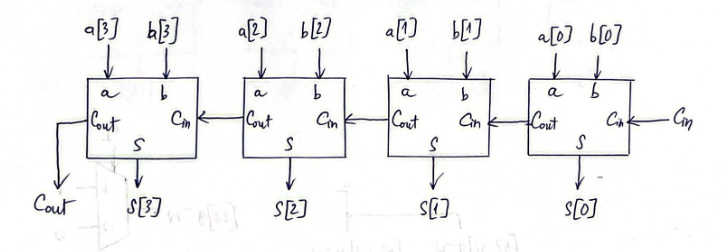 a[3] b[3] a[2] b[2] a[1] b[1] a[0] b[0]
a b a b a b a b
Cout Cin Cout Cin Cout Cin Cout Cin Cin
S S S S
Cout S[3] S[2] S[1] S[0]